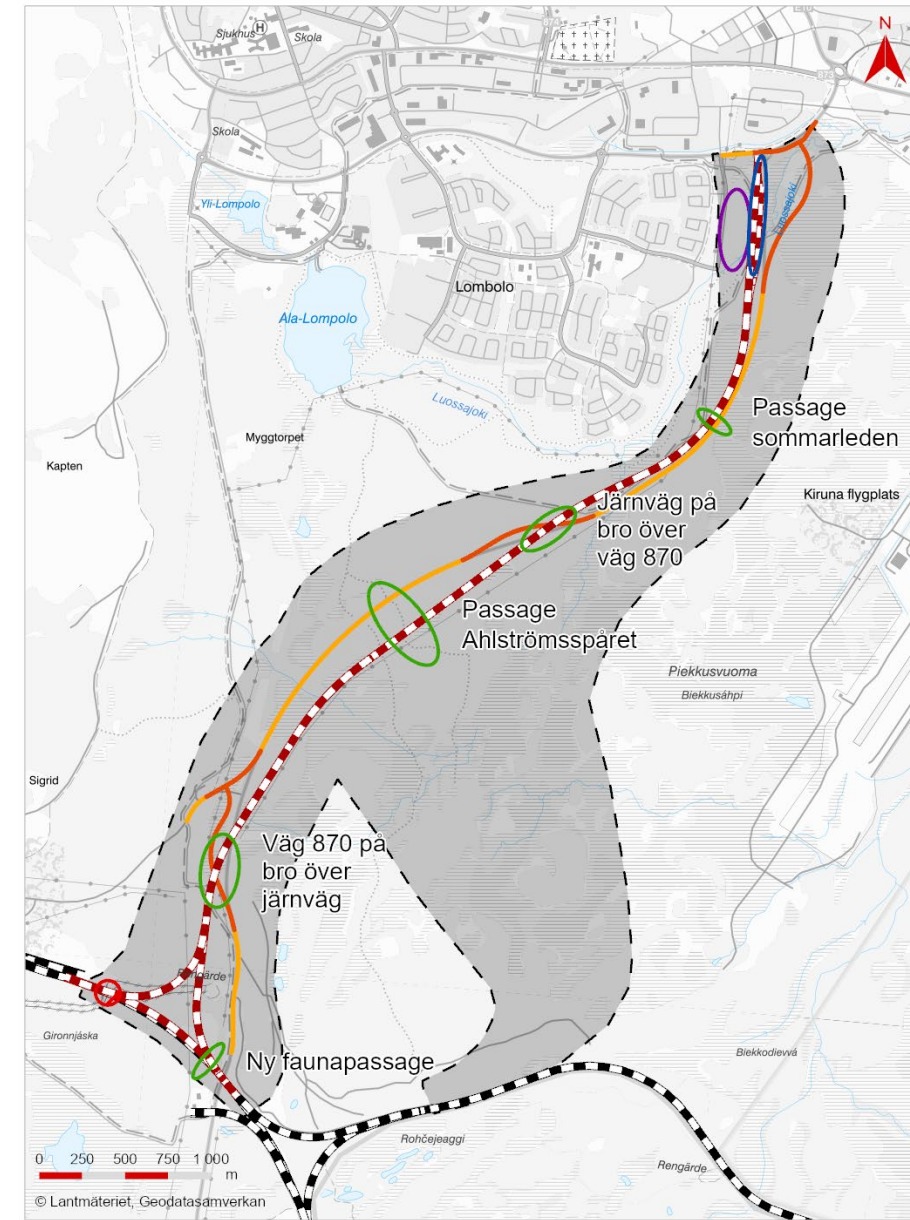 Sjukhus
H
Skola
Skola
N
Yli-Lompolo
Luossajoki
Lombolo
Ala-Lompolo
Luossajoki
Passage
sommarleden
Myggtorpet
Kapten
Kiruna flygplats
Järnväg på
bro över
väg 870
Passage
Ahlströmsspåret
Piekkusvuoma
Biekkusáhpi
Sigrid
Väg 870 på
bro över
järnväg
Rengärde
Gironnjáska
Ny faunapassage
Biekkodievvá
Rohčejeaggi
Rengärde
0 250 500 750 1 000
m
© Lantmäteriet, Geodatasamverkan